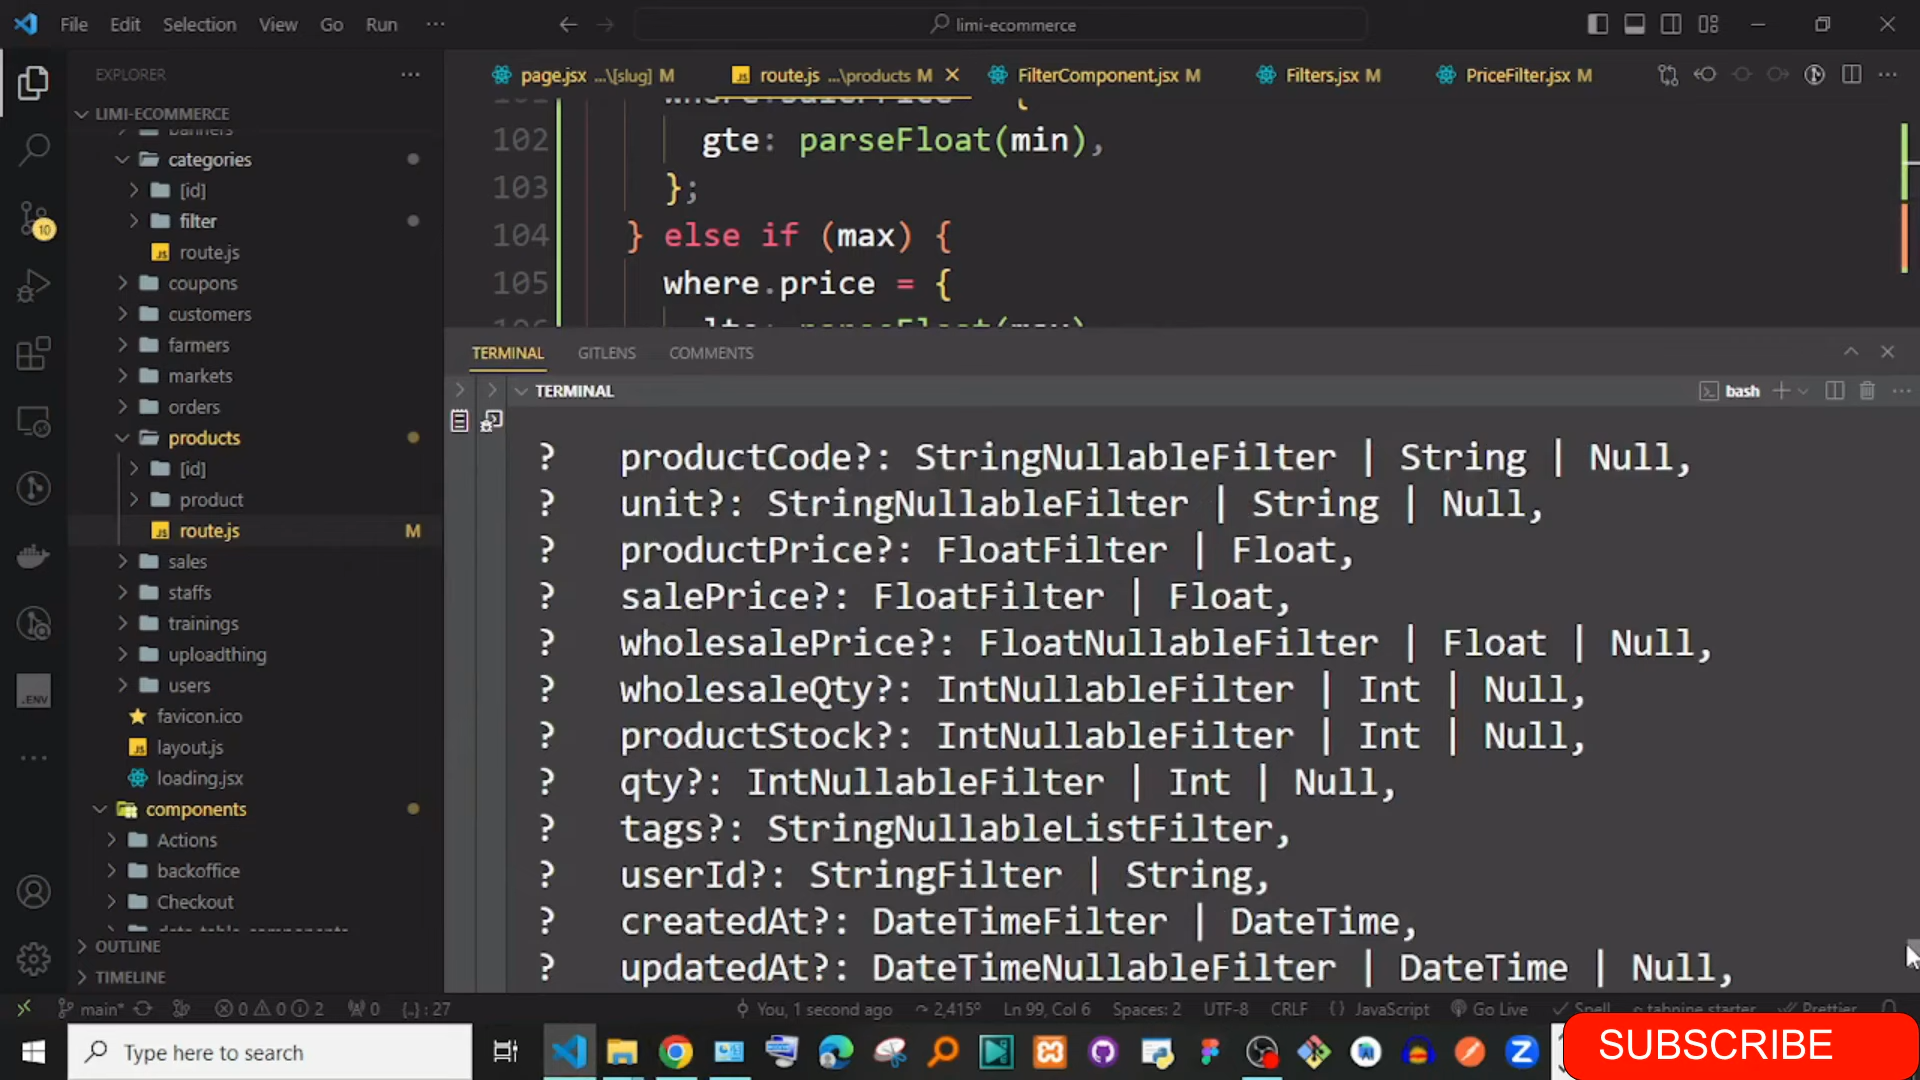 File Edit Selection View Go Run ···
limi-ecommerce
EXPLORER
LIMI-ECOMMERCE
banners
categories
[id]
filter
route.js
coupons
customers
farmers
markets
orders
products
[id]
product
route.js M
sales
staffs
trainings
uploadthing
users
favicon.ico
layout.js
loading.jsx
components
Actions
backoffice
Checkout
data-table-components
OUTLINE
TIMELINE
10
.ENV
page.jsx ...\[slug] M
route.js ...\products M
FilterComponent.jsx M
Filters.jsx M
PriceFilter.jsx M
101 where.salePrice = {
102 gte: parseFloat(min),
103 };
104 } else if (max) {
105 where.price = {
106 lte: parseFloat(max),
TERMINAL GITLENS COMMENTS
TERMINAL
bash
? productCode?: StringNullableFilter | String | Null,
? unit?: StringNullableFilter | String | Null,
? productPrice?: FloatFilter | Float,
? salePrice?: FloatFilter | Float,
? wholesalePrice?: FloatNullableFilter | Float | Null,
? wholesaleQty?: IntNullableFilter | Int | Null,
? productStock?: IntNullableFilter | Int | Null,
? qty?: IntNullableFilter | Int | Null,
? tags?: StringNullableListFilter,
? userId?: StringFilter | String,
? createdAt?: DateTimeFilter | DateTime,
? updatedAt?: DateTimeNullableFilter | DateTime | Null,
main* 0 0 2 0 {..}: 27 You, 1 second ago 2,415° Ln 99, Col 6 Spaces: 2 UTF-8 CRLF {} JavaScript Go Live Spell tabnine starter Prettier
Type here to search
SUBSCRIBE